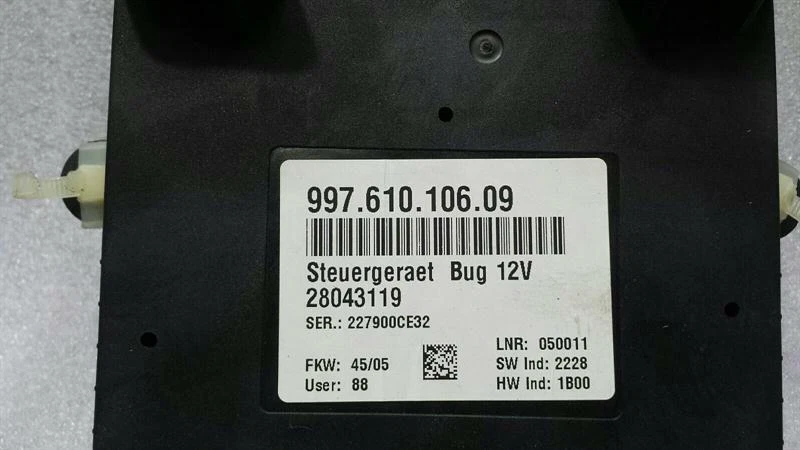 997.610.106.09
Steuergeraet Bug 12V
28043119
SER.: 227900CE32
LNR: 050011
FKW: 45/05 SW Ind: 2228
User: 88 HW Ind: 1B00